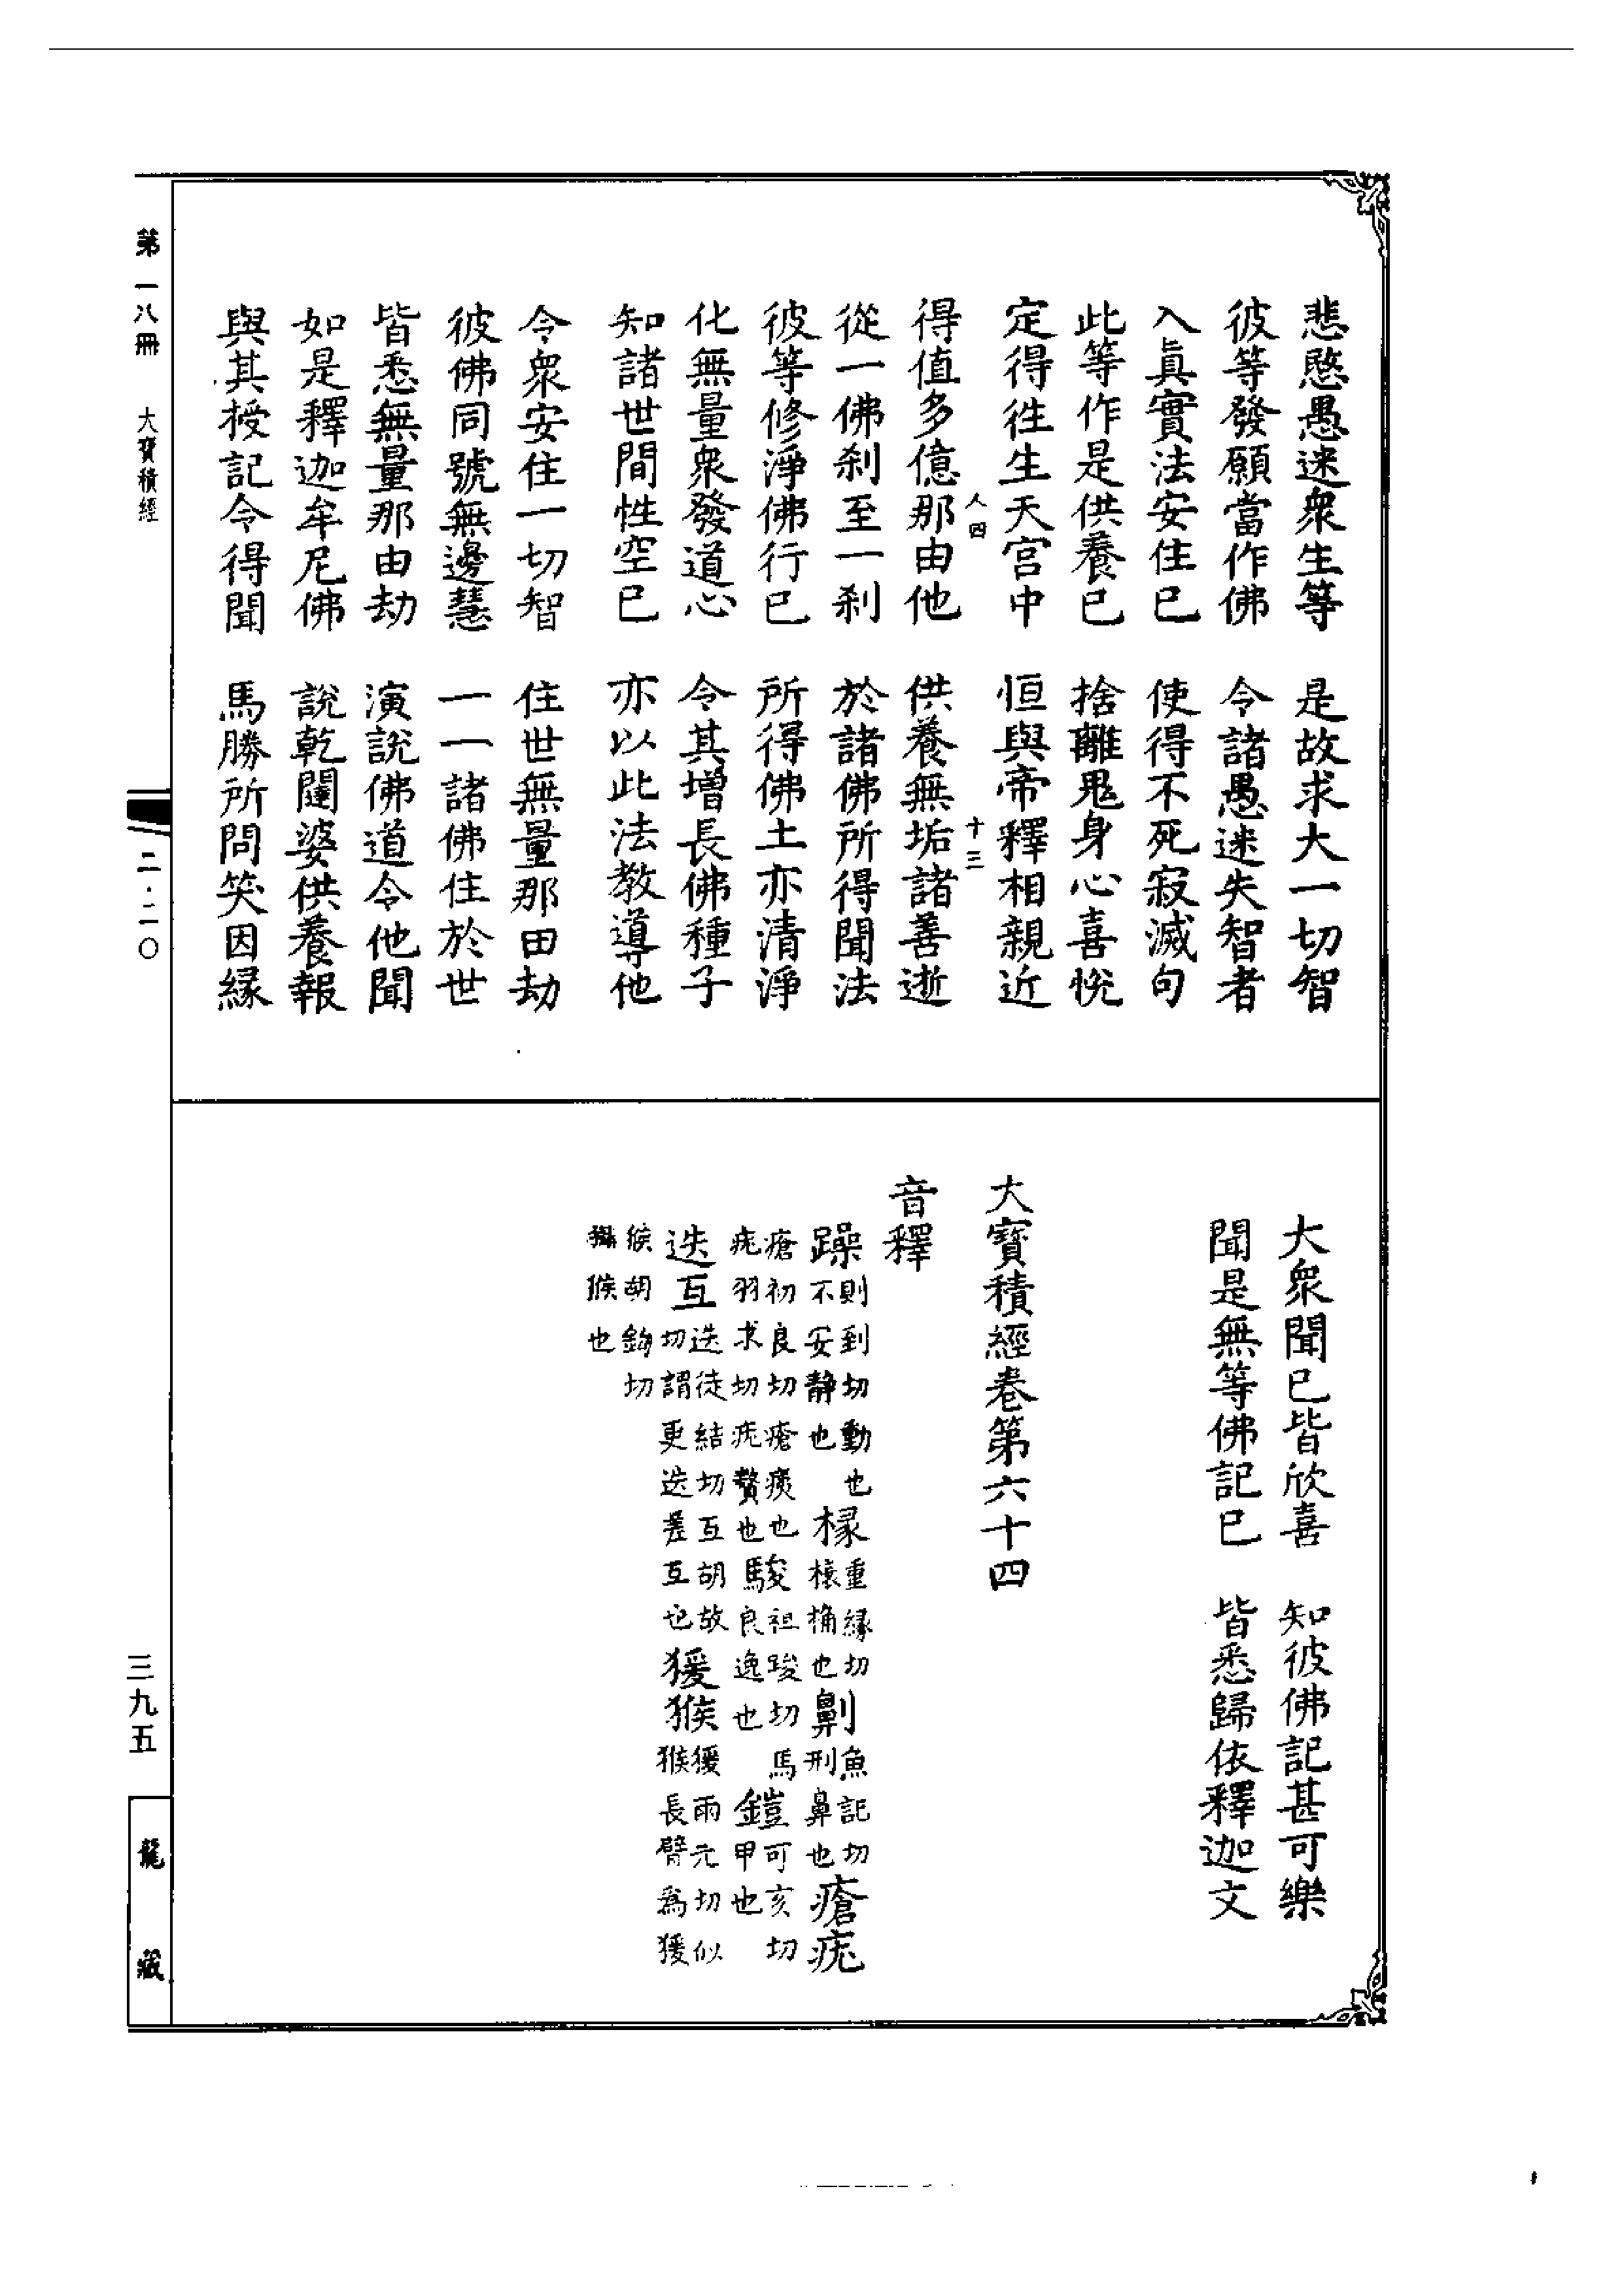 悲愍愚迷衆生等　是故求大一切智
彼等發願當作佛　令諸愚迷失智者
入眞實法安住已　使得不死寂滅句
此等作是供養已　捨離鬼身心喜悅
定得往生天宮中　恒與帝釋相親近
人四　十三
得值多億那由他　供養無垢諸善逝
從一佛刹至一刹　於諸佛所得聞法
彼等修淨佛行已　所得佛土亦清淨
化無量衆發道心　令其增長佛種子
知諸世間性空已　亦以此法教導他
令衆安住一切智　住世無量那由劫
彼佛同號無邊慧　一一諸佛住於世
皆悉無量那由劫　演說佛道令他聞
如是釋迦牟尼佛　說乾闥婆供養報
與其授記令得聞　馬勝所問笑因緣
大衆聞已皆欣喜　知彼佛記甚可樂
聞是無等佛記已　皆悉歸依釋迦文
大寶積經卷第六十四
音釋
躁則到切動也不安靜也　椽重緣切榱桷也　劓魚記切刑鼻也　瘡疣
瘡初良切瘡痍也疣羽求切疣贅也　駿祖峻切馬良逸也　鎧可亥切甲也
迭互迭徒結切互胡故切謂更迭差互也　猨猴猨雨元切似猴長臂爲猨
猴胡鉤切獼猴也
第一八冊　大寶積經
二·二〇
三九五
龍藏